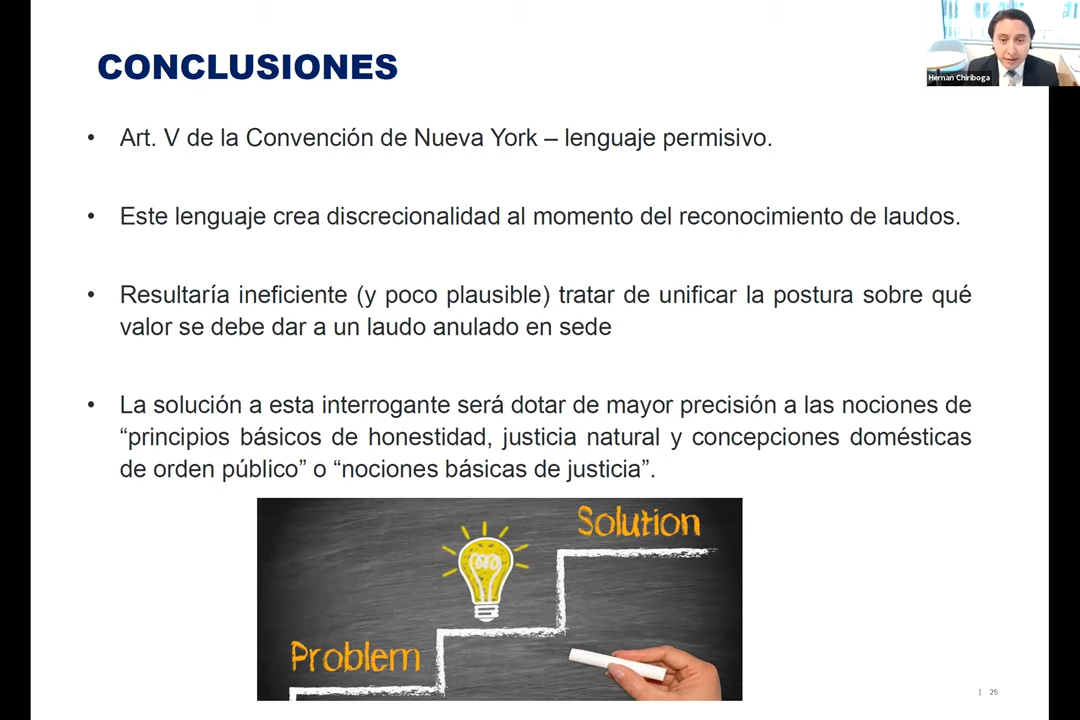 CONCLUSIONES
Hernan Chiriboga
• Art. V de la Convención de Nueva York – lenguaje permisivo.
• Este lenguaje crea discrecionalidad al momento del reconocimiento de laudos.
• Resultaría ineficiente (y poco plausible) tratar de unificar la postura sobre qué
valor se debe dar a un laudo anulado en sede
• La solución a esta interrogante será dotar de mayor precisión a las nociones de
“principios básicos de honestidad, justicia natural y concepciones domésticas
de orden público” o “nociones básicas de justicia”.
Solution
Problem
| 25